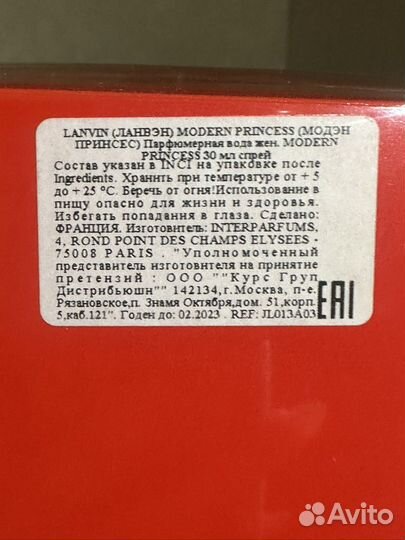 LANVIN (ЛАНВЭН) MODERN PRINCESS (МОДЭН
ПРИНСЕС) Парфюмерная вода жен. MODERN
PRINCESS 30 мл спрей
Состав указан в INCI на упаковке после
Ingredients. Хранить при температуре от + 5
до + 25 °С. Беречь от огня!Использование в
пищу опасно для жизни и здоровья.
Избегать попадания в глаза. Сделано:
ФРАНЦИЯ. Изготовитель: INTERPARFUMS,
4, ROND POINT DES CHAMPS ELYSEES -
75008 PARIS . "Уполномоченный
представитель изготовителя на принятие
претензий : ООО ""Курс Груп
Дистрибьюшн"" 142134,г.Москва, п-е.
Рязановское,п. Знамя Октября,дом. 51,корп.
5,каб.121". Годен до: 02.2023 . REF: JL013A03
EAC
Avito